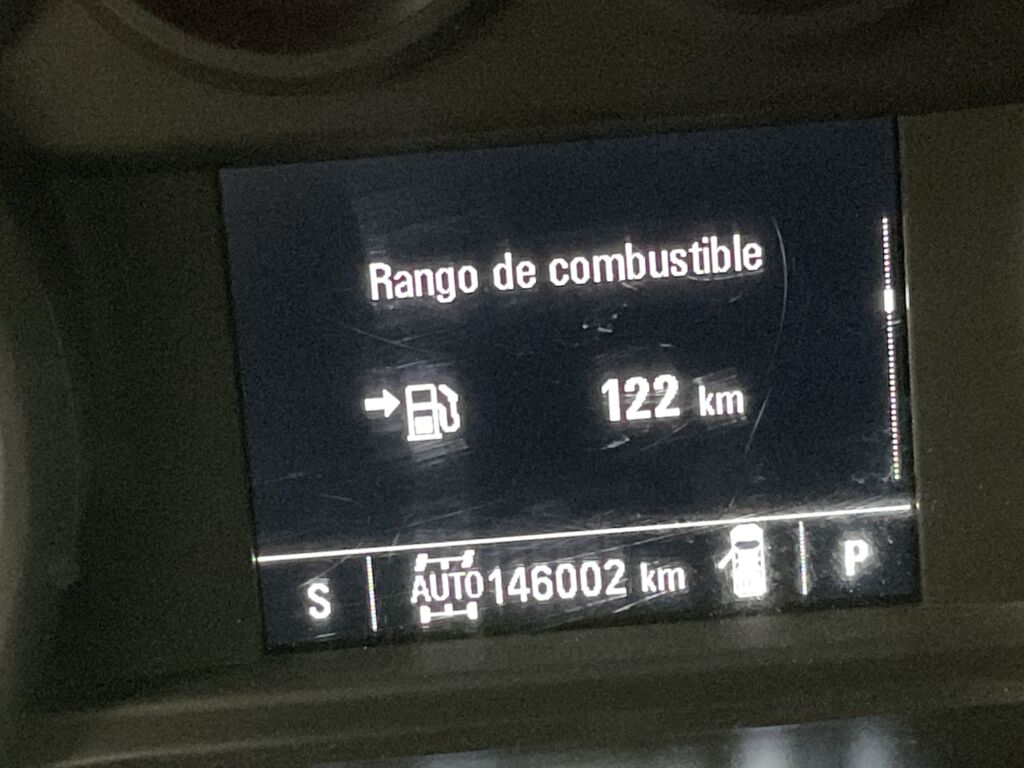 Rango de combustible
122 km
S AUTO 146002 km P